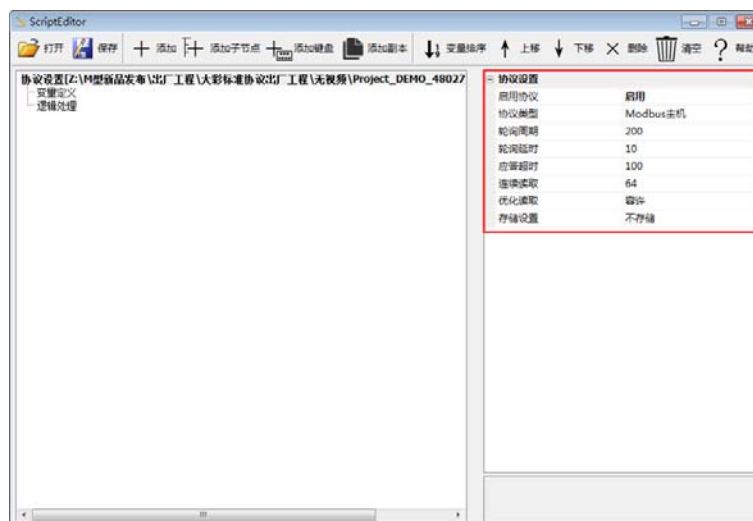 ScriptEditor
打开 保存 添加 添加子节点 添加键盘 添加副本 变量排序 上移 下移 删除 清空 帮助
协议设置[Z:\M型新品发布\出厂工程\大彩标准协议出厂工程\无视频\Project_DEMO_48027
变量定义
逻辑处理
协议设置
启用协议 启用
协议类型 Modbus主机
轮询周期 200
轮询延时 10
应答超时 100
连续读取 64
优化读取 容许
存储设置 不存储